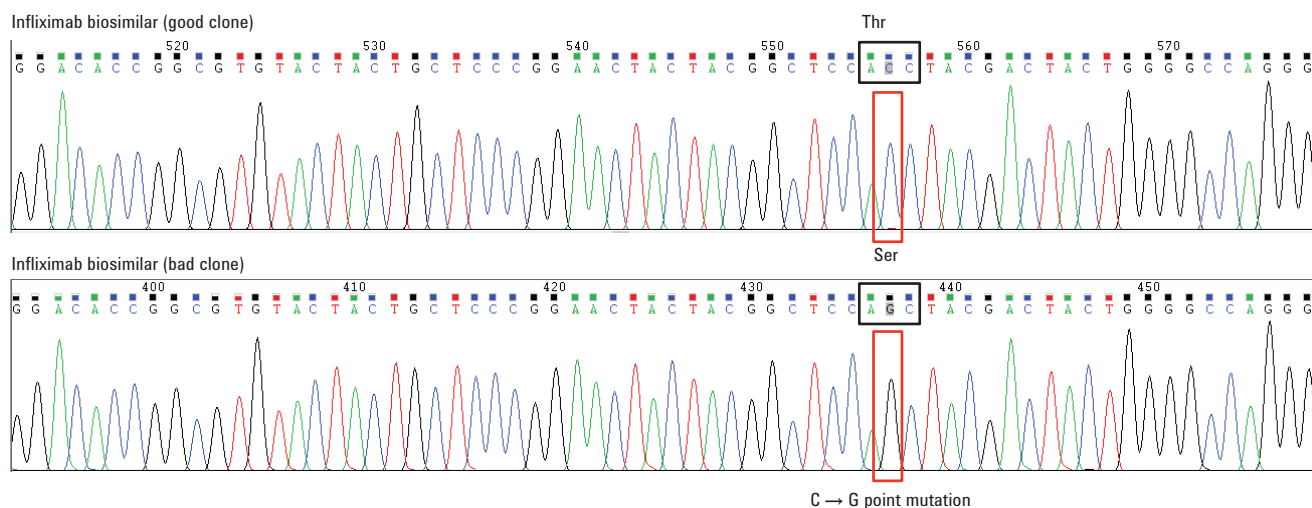 Infliximab biosimilar (good clone)
Thr
520 530 540 550 560 570
G G A C A C C G G C G T G T A C T A C T G C T C C C G G A A C T A C T A C G G C T C C A C C T A C G A C T A C T G G G G C C A G G G
Ser
Infliximab biosimilar (bad clone)
400 410 420 430 440 450
G G A C A C C G G C G T G T A C T A C T G C T C C C G G A A C T A C T A C G G C T C C A G C T A C G A C T A C T G G G G C C A G G G
C → G point mutation